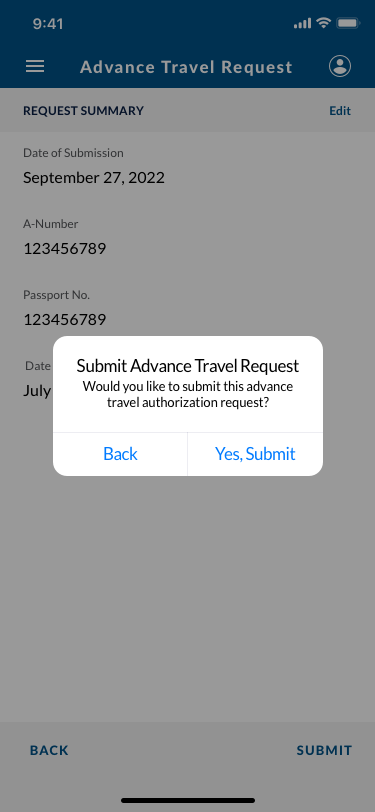 9:41
Advance Travel Request
REQUEST SUMMARY Edit
Date of Submission
September 27, 2022
A-Number
123456789
Passport No.
123456789
Date
July
Submit Advance Travel Request
Would you like to submit this advance
travel authorization request?
Back Yes, Submit
BACK SUBMIT